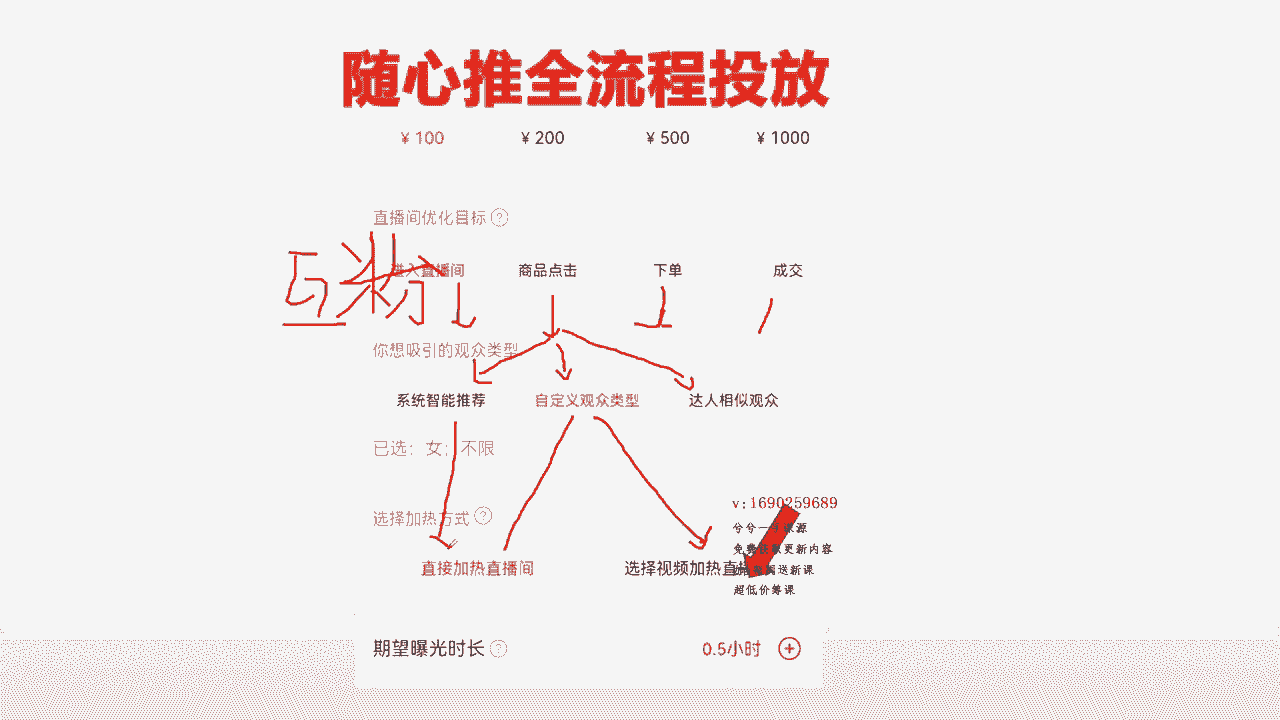 随心推全流程投放
¥ 100 ¥ 200 ¥ 500 ¥ 1000
直播间优化目标 ?
进入直播间 商品点击 下单 成交
互粉
你想吸引的观众类型
系统智能推荐 自定义观众类型 达人相似观众
已选：女；不限
选择加热方式 ?
v:1690259689
兮兮一手课源
免费获取更新内容
直接加热直播间 选择视频加热直播
送新课
超低价筹课
期望曝光时长 ? 0.5小时